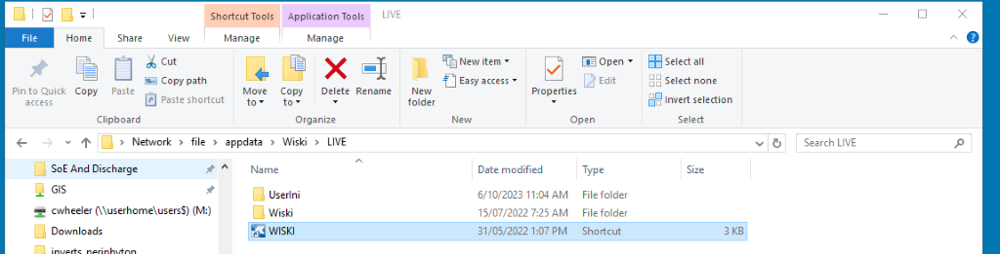 Shortcut Tools Application Tools LIVE
File Home Share View Manage Manage
Pin to Quick access
Copy
Paste
Cut
Copy path
Paste shortcut
Clipboard
Move to
Copy to
Delete
Rename
Organize
New folder
New item
Easy access
New
Properties
Open
Edit
Open
Select all
Select none
Invert selection
Select
Network > file > appdata > Wiski > LIVE
Search LIVE
SoE And Discharge
GIS
cwheeler (\\userhome\users$) (M:)
Downloads
inverts_periphyton
Name Date modified Type Size
UserIni 6/10/2023 11:04 AM File folder
Wiski 15/07/2022 7:25 AM File folder
WISKI 31/05/2022 1:07 PM Shortcut 3 KB